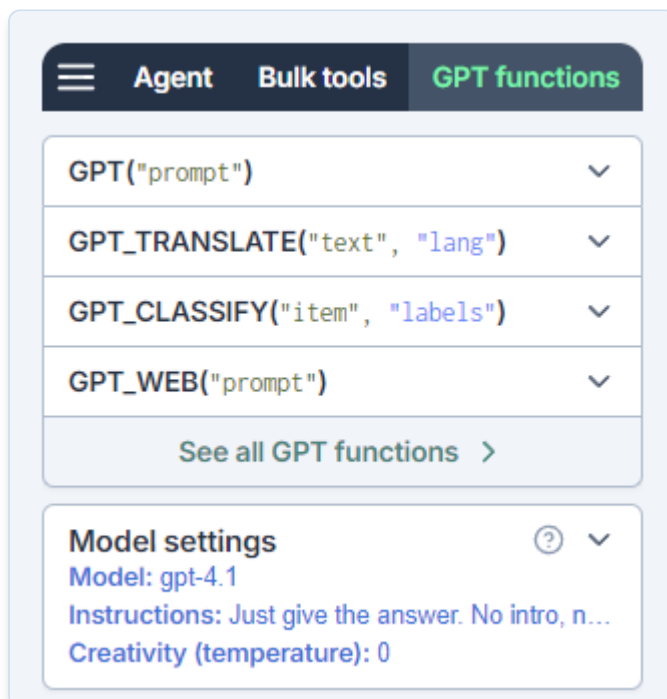 Agent Bulk tools GPT functions
GPT("prompt")
GPT_TRANSLATE("text", "lang")
GPT_CLASSIFY("item", "labels")
GPT_WEB("prompt")
See all GPT functions
Model settings
Model: gpt-4.1
Instructions: Just give the answer. No intro, n...
Creativity (temperature): 0